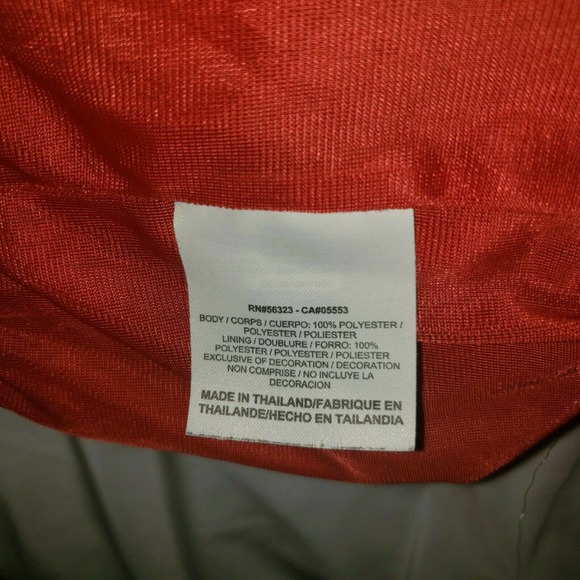 RN#56323 - CA#05553
BODY / CORPS / CUERPO: 100% POLYESTER /
POLYESTER / POLIESTER
LINING / DOUBLURE / FORRO: 100%
POLYESTER / POLYESTER / POLIESTER
EXCLUSIVE OF DECORATION / DECORATION
NON COMPRISE / NO INCLUYE LA
DECORACION
MADE IN THAILAND/FABRIQUE EN
THAILANDE/HECHO EN TAILANDIA